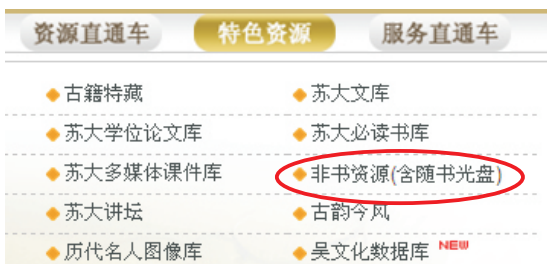 资源直通车 特色资源 服务直通车
古籍特藏 苏大文库
苏大学位论文库 苏大必读书库
苏大多媒体课件库 非书资源(含随书光盘)
苏大讲坛 古韵今风
历代名人图像库 吴文化数据库 NEW